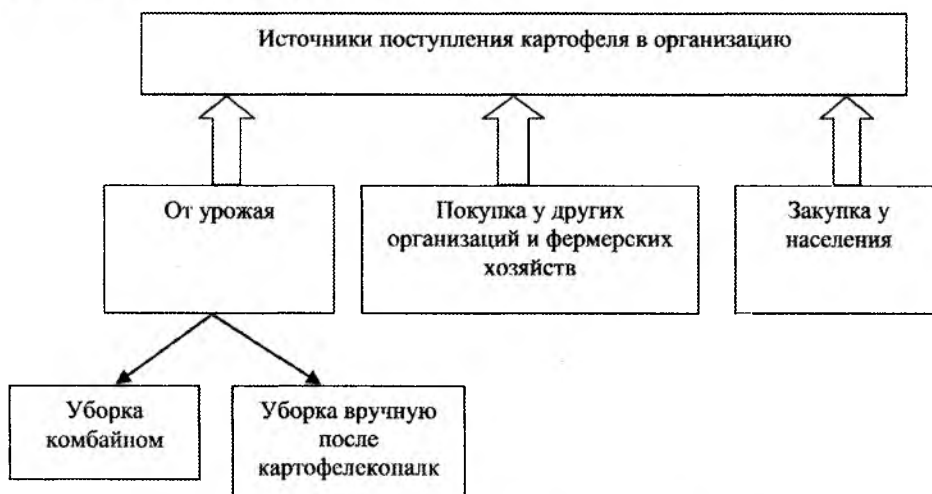 Источники поступления картофеля в организацию
От урожая
Покупка у других
организаций и фермерских
хозяйств
Закупка у
населения
Уборка
комбайном
Уборка вручную
после
картофелекопалк